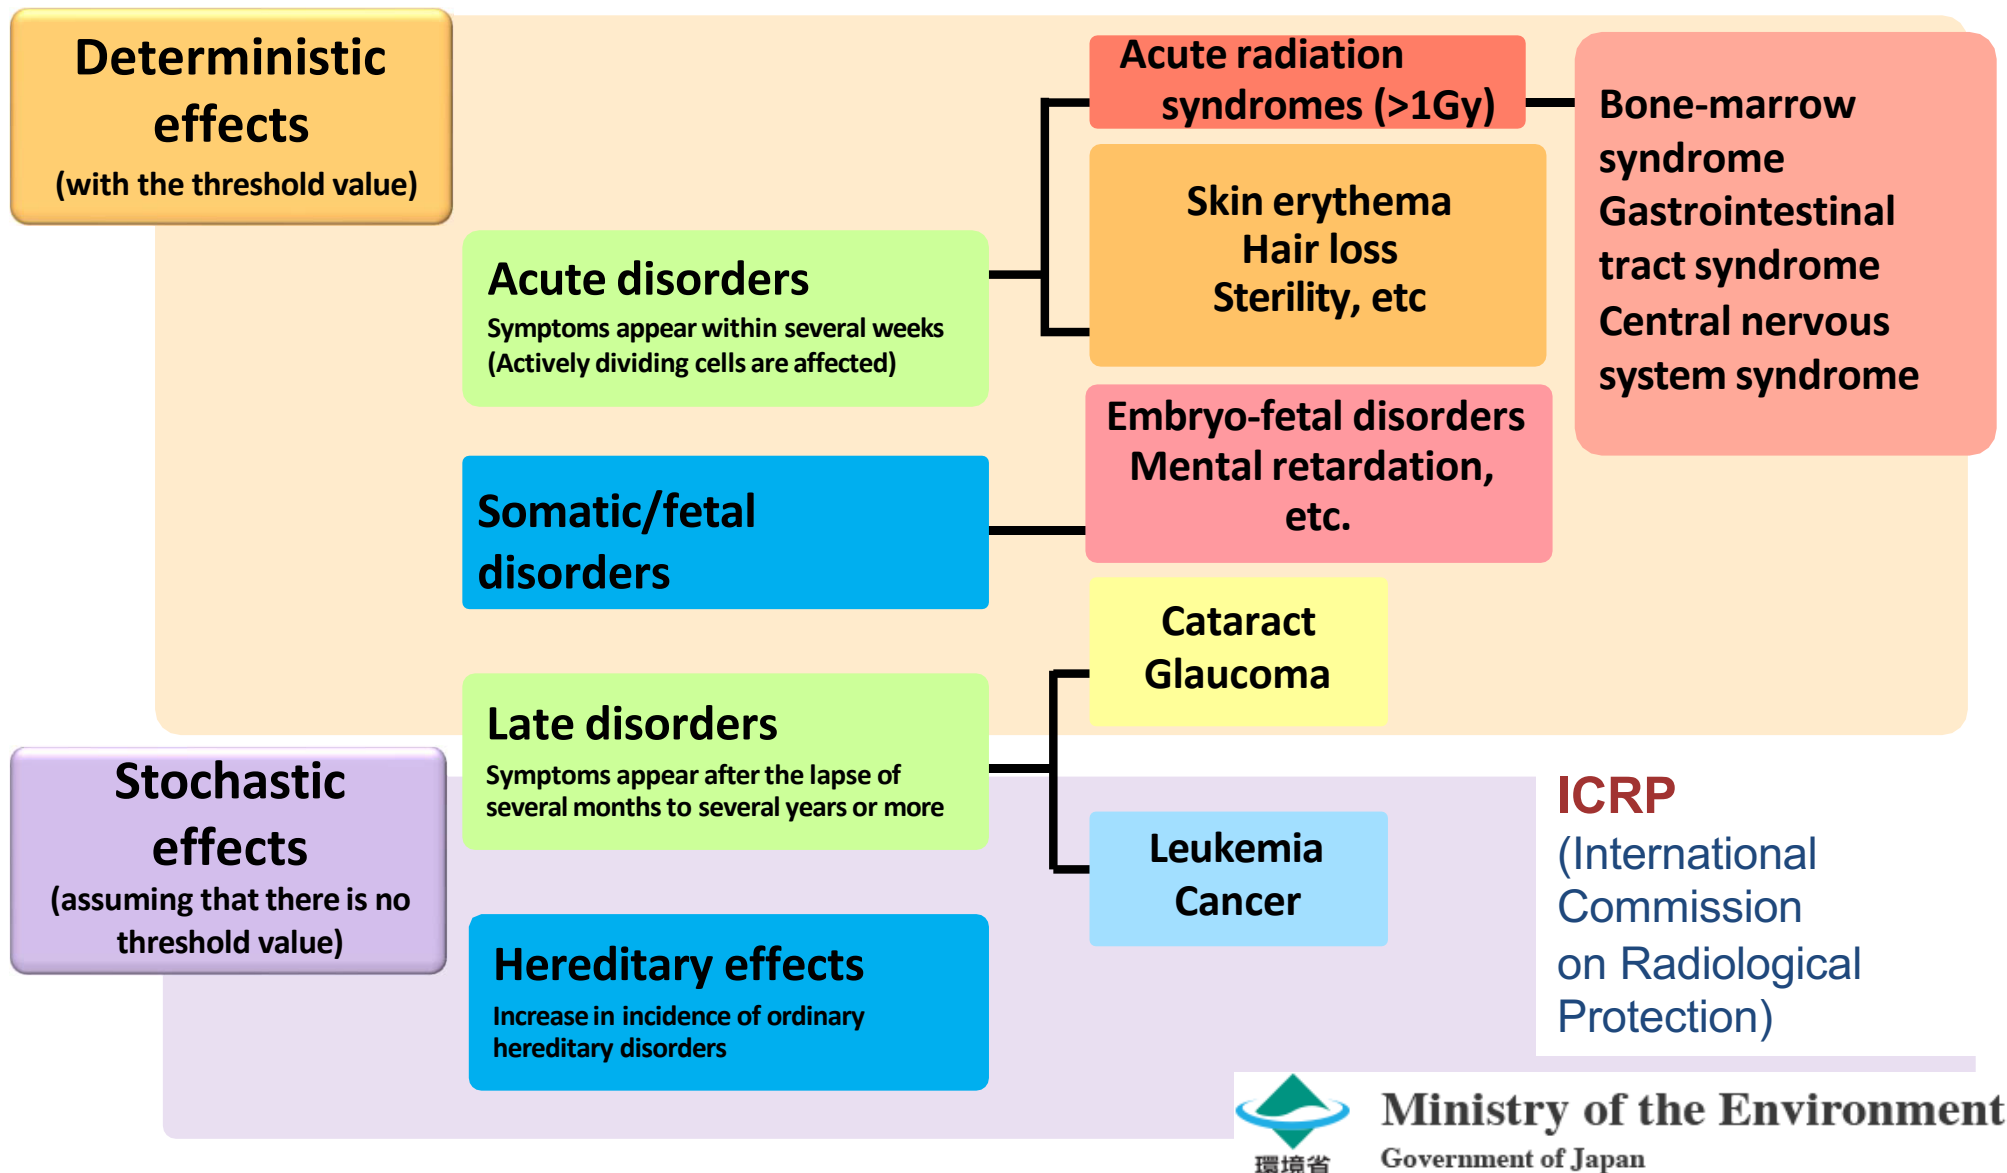 Deterministic
effects
(with the threshold value)
Acute radiation
syndromes (>1Gy)
Bone-marrow
syndrome
Gastrointestinal
tract syndrome
Central nervous
system syndrome
Skin erythema
Hair loss
Sterility, etc
Acute disorders
Symptoms appear within several weeks
(Actively dividing cells are affected)
Embryo-fetal disorders
Mental retardation,
etc.
Somatic/fetal
disorders
Cataract
Glaucoma
Late disorders
Symptoms appear after the lapse of
several months to several years or more
Stochastic
effects
(assuming that there is no
threshold value)
Leukemia
Cancer
Hereditary effects
Increase in incidence of ordinary
hereditary disorders
ICRP
(International
Commission
on Radiological
Protection)
環境省
Ministry of the Environment
Government of Japan